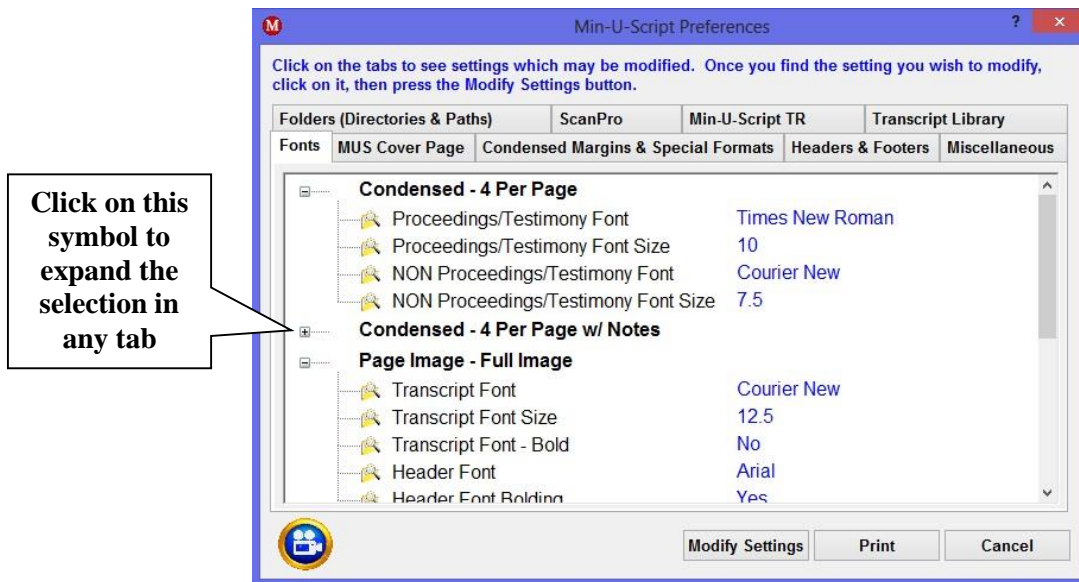 M Min-U-Script Preferences ? ×
Click on the tabs to see settings which may be modified. Once you find the setting you wish to modify,
click on it, then press the Modify Settings button.
Folders (Directories & Paths) ScanPro Min-U-Script TR Transcript Library
Fonts MUS Cover Page Condensed Margins & Special Formats Headers & Footers Miscellaneous
Click on this
symbol to
expand the
selection in
any tab
Condensed - 4 Per Page
Proceedings/Testimony Font Times New Roman
Proceedings/Testimony Font Size 10
NON Proceedings/Testimony Font Courier New
NON Proceedings/Testimony Font Size 7.5
Condensed - 4 Per Page w/ Notes
Page Image - Full Image
Transcript Font Courier New
Transcript Font Size 12.5
Transcript Font - Bold No
Header Font Arial
Header Font Bolding Yes
Modify Settings Print Cancel